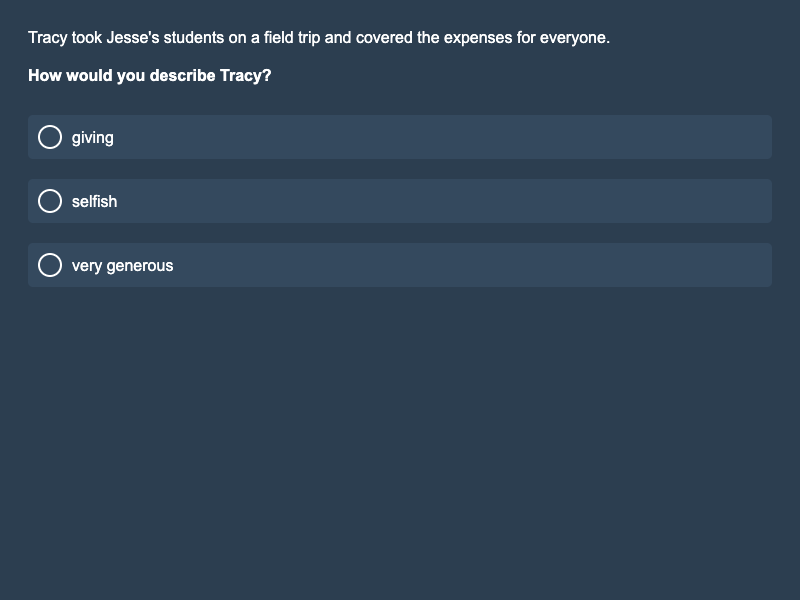 Tracy took Jesse's students on a field trip and covered the expenses for everyone.
How would you describe Tracy?
giving
selfish
very generous